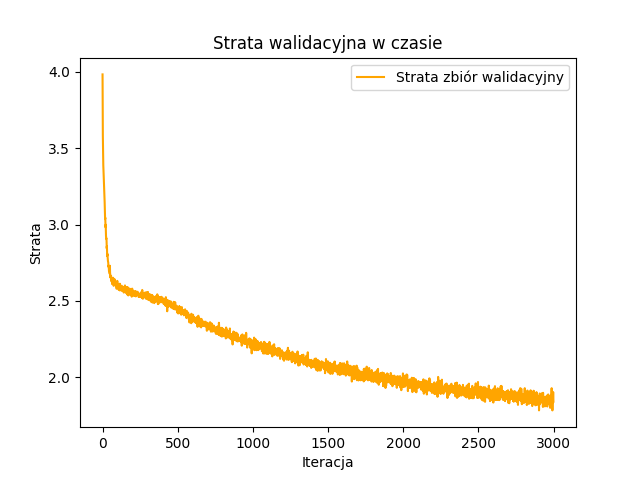 Strata walidacyjna w czasie
Strata zbiór walidacyjny
4.0
3.5
3.0
2.5
2.0
Strata
0 500 1000 1500 2000 2500 3000
Iteracja